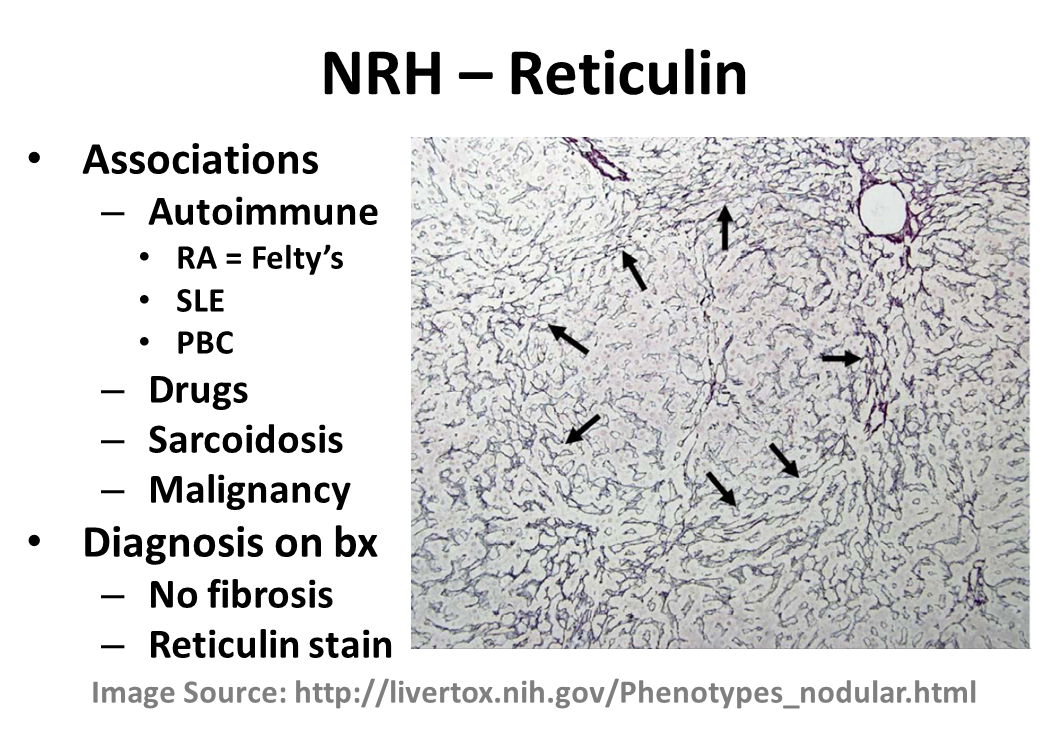 NRH – Reticulin
• Associations
– Autoimmune
• RA = Felty’s
• SLE
• PBC
– Drugs
– Sarcoidosis
– Malignancy
• Diagnosis on bx
– No fibrosis
– Reticulin stain
Image Source: http://livertox.nih.gov/Phenotypes_nodular.html